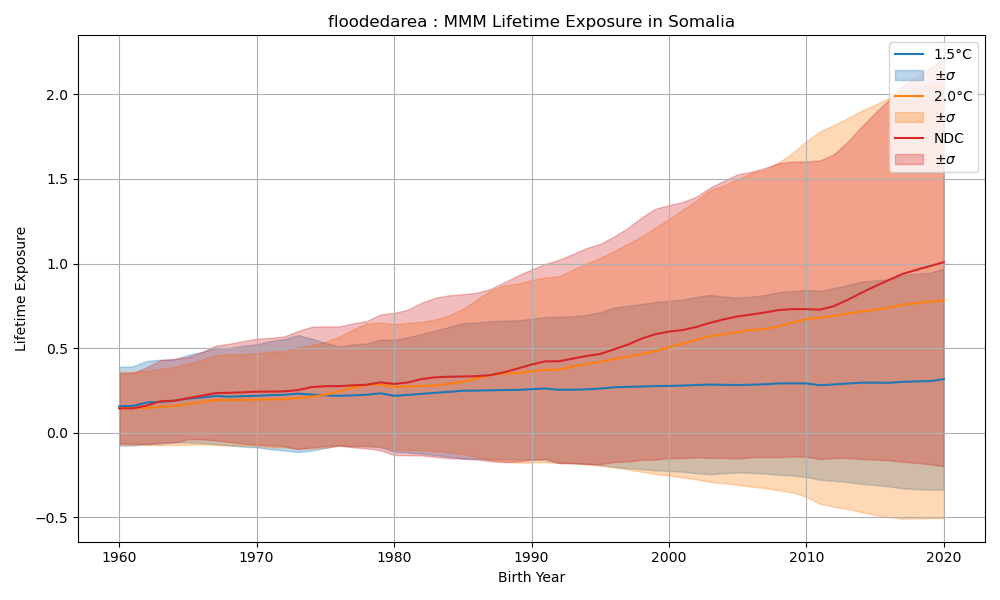 floodedarea : MMM Lifetime Exposure in Somalia
1.5°C
±σ
2.0°C
±σ
NDC
±σ
2.0
1.5
1.0
0.5
0.0
−0.5
Lifetime Exposure
1960 1970 1980 1990 2000 2010 2020
Birth Year